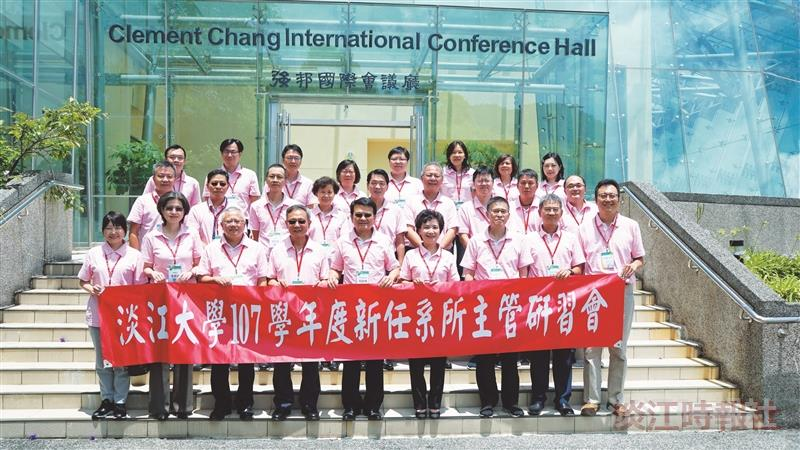 Clement Chang International Conference Hall
強邦國際會議廳
淡江大學107學年度新任系所主管研習會
淡江時報社